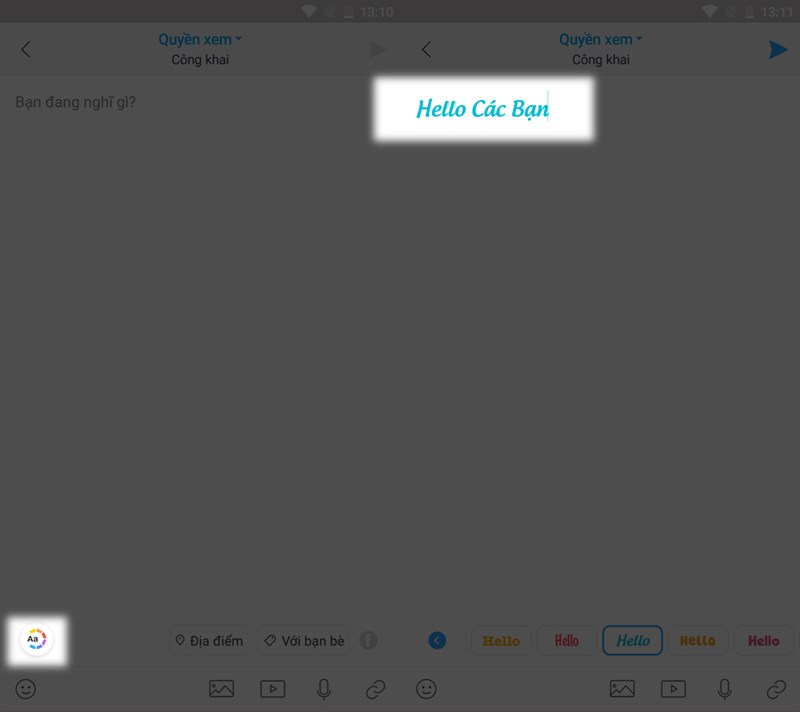 13:10
Quyền xem
Công khai
Bạn đang nghĩ gì?
Aa
Địa điểm
Với bạn bè
13:11
Quyền xem
Công khai
Hello Các Bạn
Hello
Hello
Hello
Hello
Hello